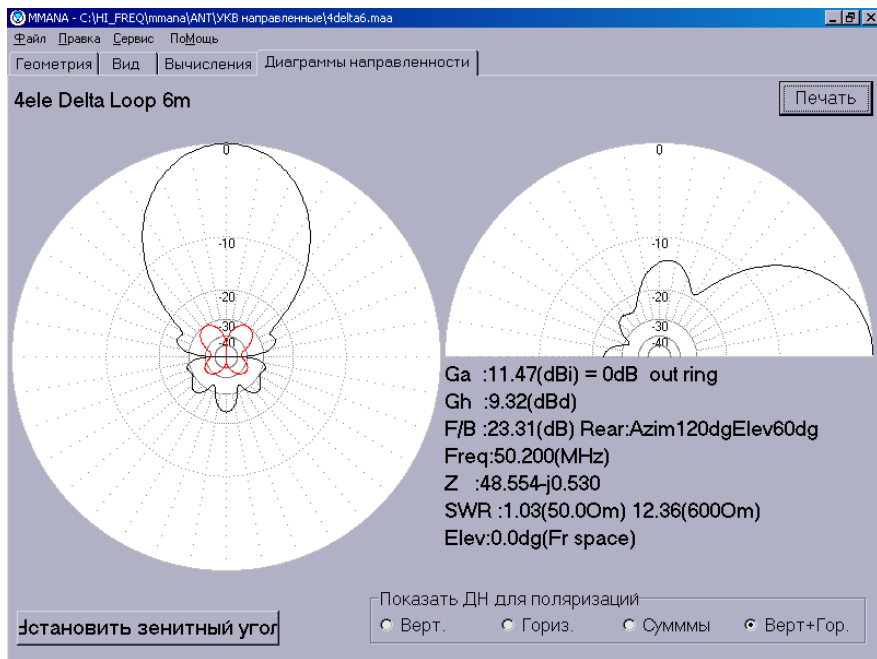 MMANA - C:\HI_FREQ\mmana\ANT\УКВ направленные\4delta6.maa
Файл Правка Сервис ПоМощь
Геометрия Вид Вычисления Диаграммы направленности
4ele Delta Loop 6m
Печать
0
-10
-20
-30
-40
0
-10
-20
-30
-40
Ga :11.47(dBi) = 0dB out ring
Gh :9.32(dBd)
F/B :23.31(dB) Rear:Azim120dgElev60dg
Freq:50.200(MHz)
Z :48.554-j0.530
SWR :1.03(50.0Om) 12.36(600Om)
Elev:0.0dg(Fr space)
Показать ДН для поляризаций
Верт. Гориз. Сумммы Верт+Гор.
Установить зенитный угол